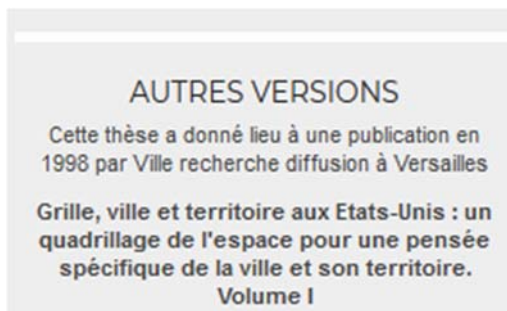 AUTRES VERSIONS
Cette thèse a donné lieu à une publication en
1998 par Ville recherche diffusion à Versailles
Grille, ville et territoire aux Etats-Unis : un
quadrillage de l'espace pour une pensée
spécifique de la ville et son territoire.
Volume I